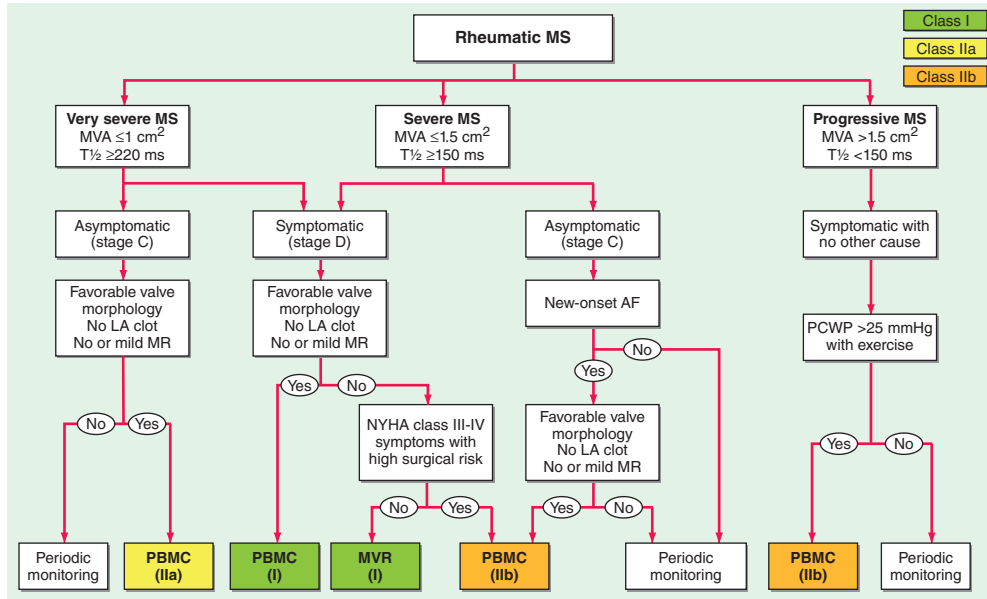 Rheumatic MS
Class I
Class IIa
Class IIb
Very severe MS
MVA ≤1 cm²
T½ ≥220 ms
Severe MS
MVA ≤1.5 cm²
T½ ≥150 ms
Progressive MS
MVA >1.5 cm²
T½ <150 ms
Asymptomatic
(stage C)
Symptomatic
(stage D)
Asymptomatic
(stage C)
Symptomatic with
no other cause
Favorable valve
morphology
No LA clot
No or mild MR
Favorable valve
morphology
No LA clot
No or mild MR
New-onset AF
PCWP >25 mmHg
with exercise
No
Yes
Yes
No
Yes
No
NYHA class III-IV
symptoms with
high surgical risk
Favorable valve
morphology
No LA clot
No or mild MR
Yes
No
No
Yes
Yes
No
Periodic
monitoring
PBMC
(IIa)
PBMC
(I)
MVR
(I)
PBMC
(IIb)
Periodic
monitoring
PBMC
(IIb)
Periodic
monitoring